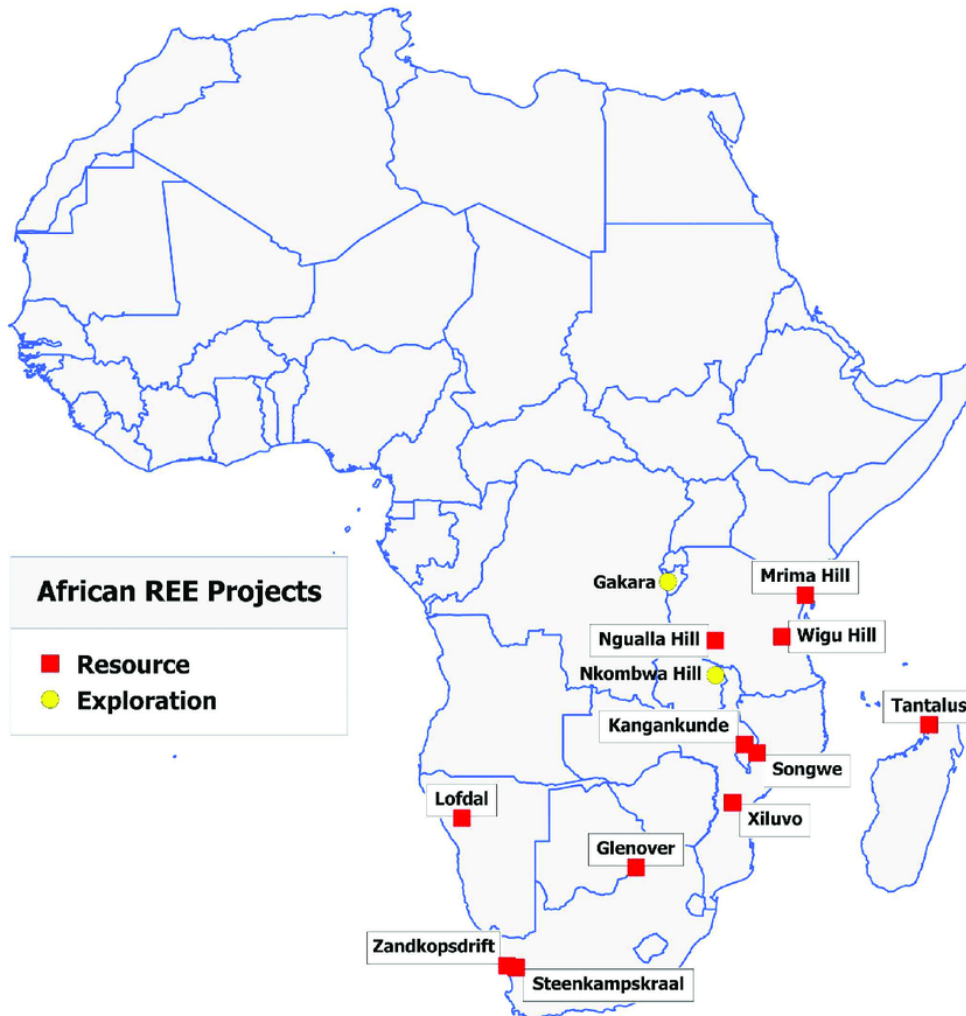 African REE Projects
Resource
Exploration
Gakara
Mrima Hill
Ngualla Hill
Wigu Hill
Nkombwa Hill
Tantalus
Kangankunde
Songwe
Lofdal
Xiluvo
Glenover
Zandkopsdrift
Steenkampskraal